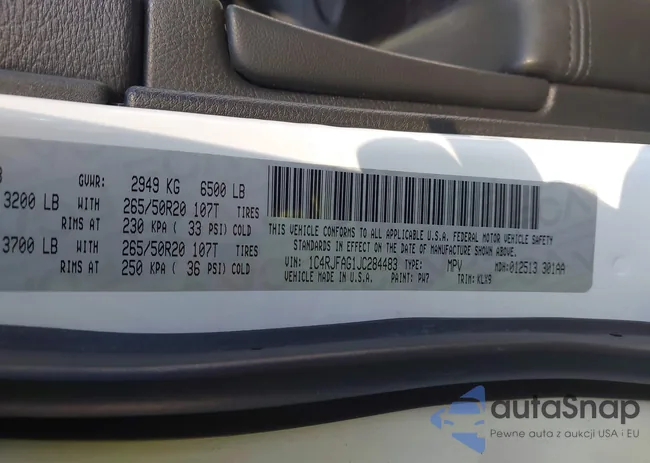 GVWR: 2949 KG 6500 LB
3200 LB WITH 265/50R20 107T TIRES
RIMS AT 230 KPA ( 33 PSI) COLD
3700 LB WITH 265/50R20 107T TIRES
RIMS AT 250 KPA ( 36 PSI) COLD
THIS VEHICLE CONFORMS TO ALL APPLICABLE U.S.A. FEDERAL MOTOR VEHICLE SAFETY
STANDARDS IN EFFECT ON THE DATE OF MANUFACTURE SHOWN ABOVE.
VIN: 1C4RJFAG1JC284483 TYPE: MPV MDH: 012513 301AA
VEHICLE MADE IN U.S.A. PAINT: PW7 TRIM: KLX9
autaSnap
Pewne auta z aukcji USA i EU